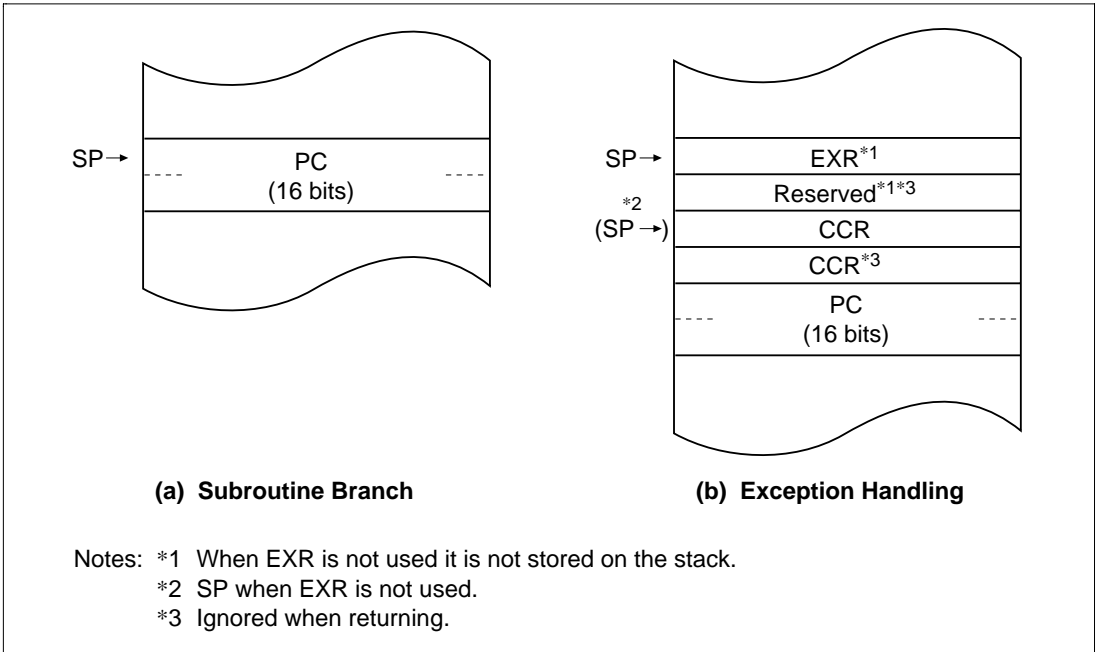 SP→
PC
(16 bits)
(a) Subroutine Branch
SP→
*2
(SP→)
EXR*1
Reserved*1*3
CCR
CCR*3
PC
(16 bits)
(b) Exception Handling
Notes: *1 When EXR is not used it is not stored on the stack.
*2 SP when EXR is not used.
*3 Ignored when returning.